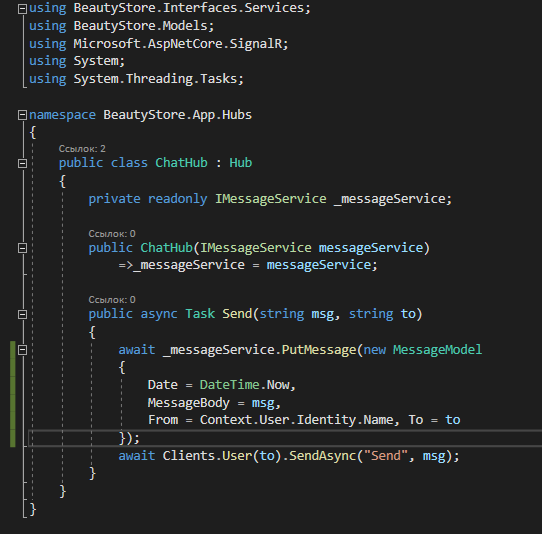 using BeautyStore.Interfaces.Services;
using BeautyStore.Models;
using Microsoft.AspNetCore.SignalR;
using System;
using System.Threading.Tasks;
namespace BeautyStore.App.Hubs
{
Ссылок: 2
public class ChatHub : Hub
{
private readonly IMessageService _messageService;
Ссылок: 0
public ChatHub(IMessageService messageService)
=>_messageService = messageService;
Ссылок: 0
public async Task Send(string msg, string to)
{
await _messageService.PutMessage(new MessageModel
{
Date = DateTime.Now,
MessageBody = msg,
From = Context.User.Identity.Name, To = to
});
await Clients.User(to).SendAsync("Send", msg);
}
}
}